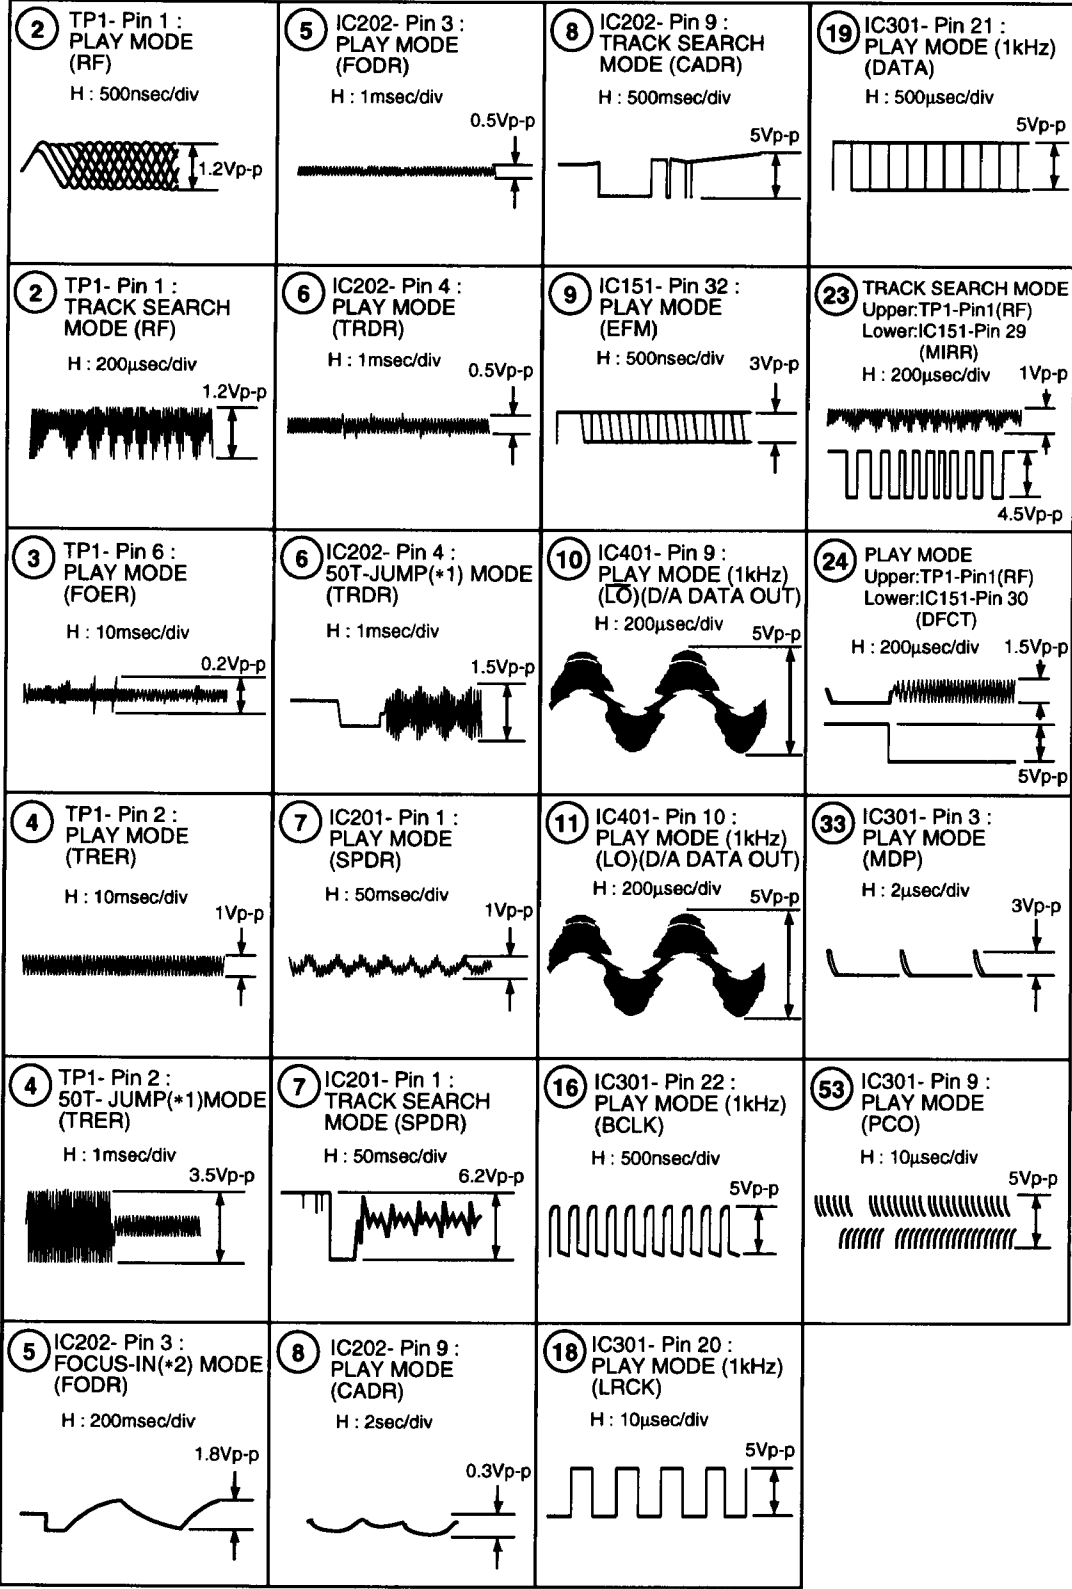 2
TP1- Pin 1 :
PLAY MODE
(RF)
H : 500nsec/div
1.2Vp-p
5
IC202- Pin 3 :
PLAY MODE
(FODR)
H : 1msec/div
0.5Vp-p
8
IC202- Pin 9 :
TRACK SEARCH
MODE (CADR)
H : 500msec/div
5Vp-p
19
IC301- Pin 21 :
PLAY MODE (1kHz)
(DATA)
H : 500μsec/div
5Vp-p
2
TP1- Pin 1 :
TRACK SEARCH
MODE (RF)
H : 200μsec/div
1.2Vp-p
6
IC202- Pin 4 :
PLAY MODE
(TRDR)
H : 1msec/div
0.5Vp-p
9
IC151- Pin 32 :
PLAY MODE
(EFM)
H : 500nsec/div
3Vp-p
23
TRACK SEARCH MODE
Upper:TP1-Pin1(RF)
Lower:IC151-Pin 29
(MIRR)
H : 200μsec/div
1Vp-p
4.5Vp-p
3
TP1- Pin 6 :
PLAY MODE
(FOER)
H : 10msec/div
0.2Vp-p
6
IC202- Pin 4 :
50T-JUMP(*1) MODE
(TRDR)
H : 1msec/div
1.5Vp-p
10
IC401- Pin 9 :
PLAY MODE (1kHz)
(L̅O̅)(D/A DATA OUT)
H : 200μsec/div
5Vp-p
24
PLAY MODE
Upper:TP1-Pin1(RF)
Lower:IC151-Pin 30
(DFCT)
H : 200μsec/div
1.5Vp-p
5Vp-p
4
TP1- Pin 2 :
PLAY MODE
(TRER)
H : 10msec/div
1Vp-p
7
IC201- Pin 1 :
PLAY MODE
(SPDR)
H : 50msec/div
1Vp-p
11
IC401- Pin 10 :
PLAY MODE (1kHz)
(LO)(D/A DATA OUT)
H : 200μsec/div
5Vp-p
33
IC301- Pin 3 :
PLAY MODE
(MDP)
H : 2μsec/div
3Vp-p
4
TP1- Pin 2 :
50T- JUMP(*1)MODE
(TRER)
H : 1msec/div
3.5Vp-p
7
IC201- Pin 1 :
TRACK SEARCH
MODE (SPDR)
H : 50msec/div
6.2Vp-p
16
IC301- Pin 22 :
PLAY MODE (1kHz)
(BCLK)
H : 500nsec/div
5Vp-p
53
IC301- Pin 9 :
PLAY MODE
(PCO)
H : 10μsec/div
5Vp-p
5
IC202- Pin 3 :
FOCUS-IN(*2) MODE
(FODR)
H : 200msec/div
1.8Vp-p
8
IC202- Pin 9 :
PLAY MODE
(CADR)
H : 2sec/div
0.3Vp-p
18
IC301- Pin 20 :
PLAY MODE (1kHz)
(LRCK)
H : 10μsec/div
5Vp-p